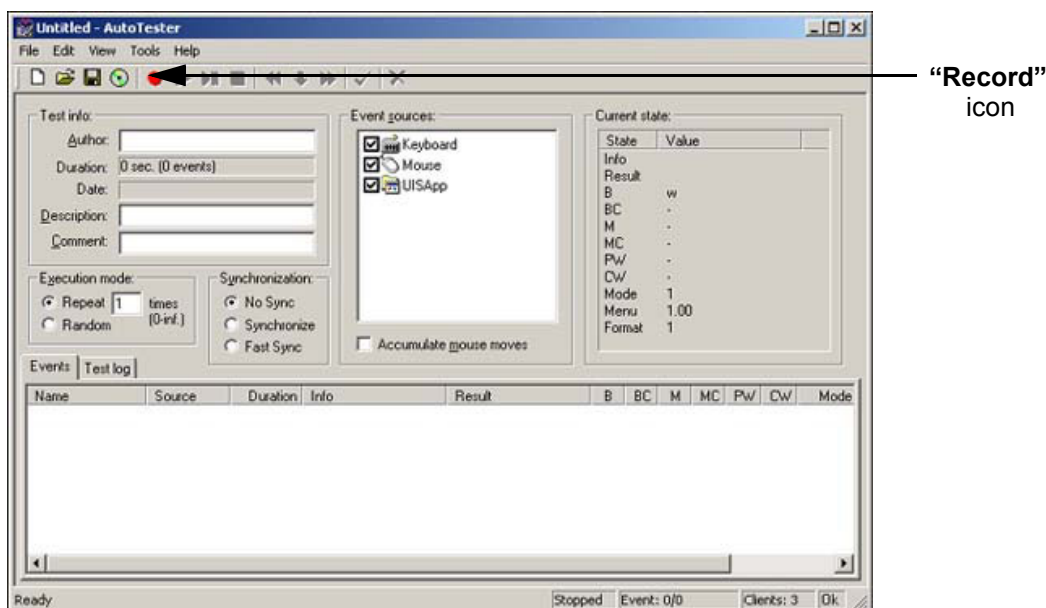 Untitled - AutoTester
File Edit View Tools Help
“Record”
icon
Test info:
Author:
Duration: 0 sec. (0 events)
Date:
Description:
Comment:
Event sources:
Keyboard
Mouse
UISApp
Accumulate mouse moves
Current state:
State Value
Info
Result
B w
BC -
M -
MC -
PW -
CW -
Mode 1
Menu 1.00
Format 1
Execution mode:
Repeat 1 times
(0-inf.)
Random
Synchronization:
No Sync
Synchronize
Fast Sync
Events Test log
Name Source Duration Info Result B BC M MC PW CW Mode
Ready Stopped Event: 0/0 Clients: 3 Ok